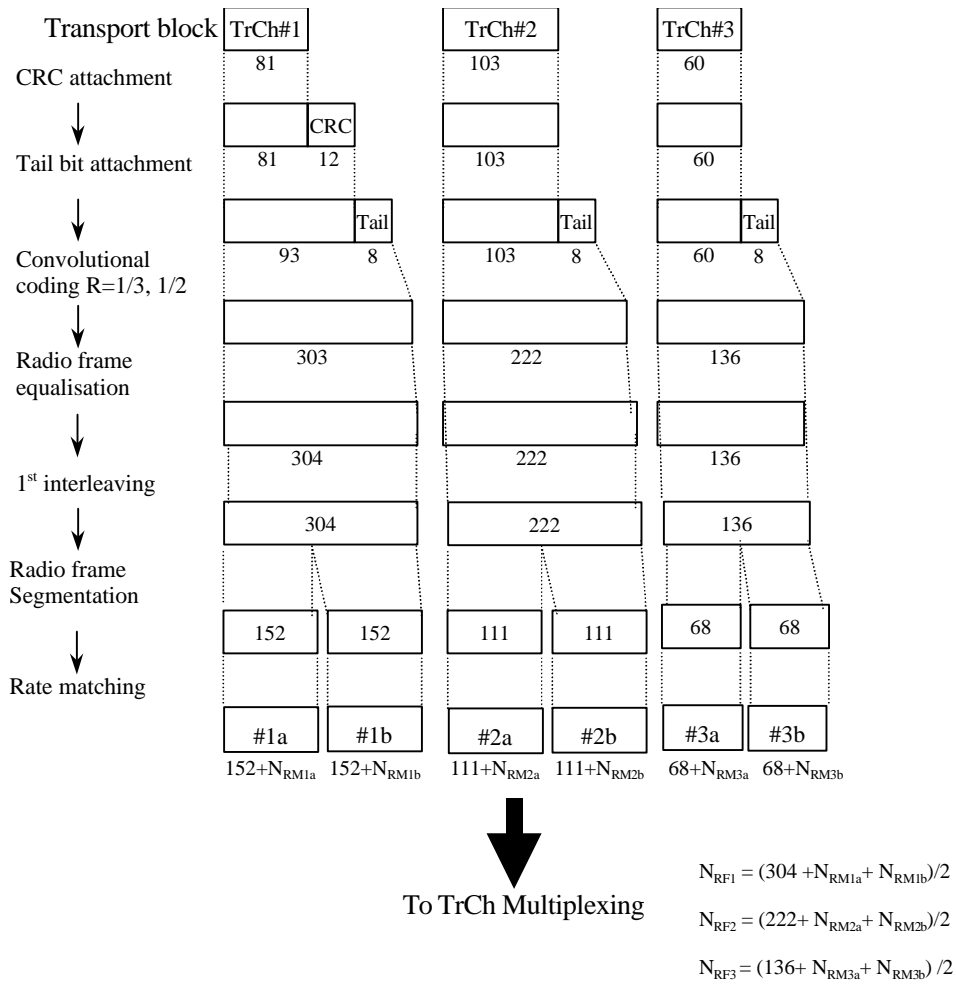 Transport block TrCh#1 TrCh#2 TrCh#3
81 103 60
CRC attachment
CRC
81 12 103 60
Tail bit attachment
Tail Tail Tail
93 8 103 8 60 8
Convolutional
coding R=1/3, 1/2
303 222 136
Radio frame
equalisation
304 222 136
1st interleaving
304 222 136
Radio frame
Segmentation
152 152 111 111 68 68
Rate matching
#1a #1b #2a #2b #3a #3b
152+NRM1a 152+NRM1b 111+NRM2a 111+NRM2b 68+NRM3a 68+NRM3b
To TrCh Multiplexing
NRF1 = (304 +NRM1a+ NRM1b)/2
NRF2 = (222+ NRM2a+ NRM2b)/2
NRF3 = (136+ NRM3a+ NRM3b) /2